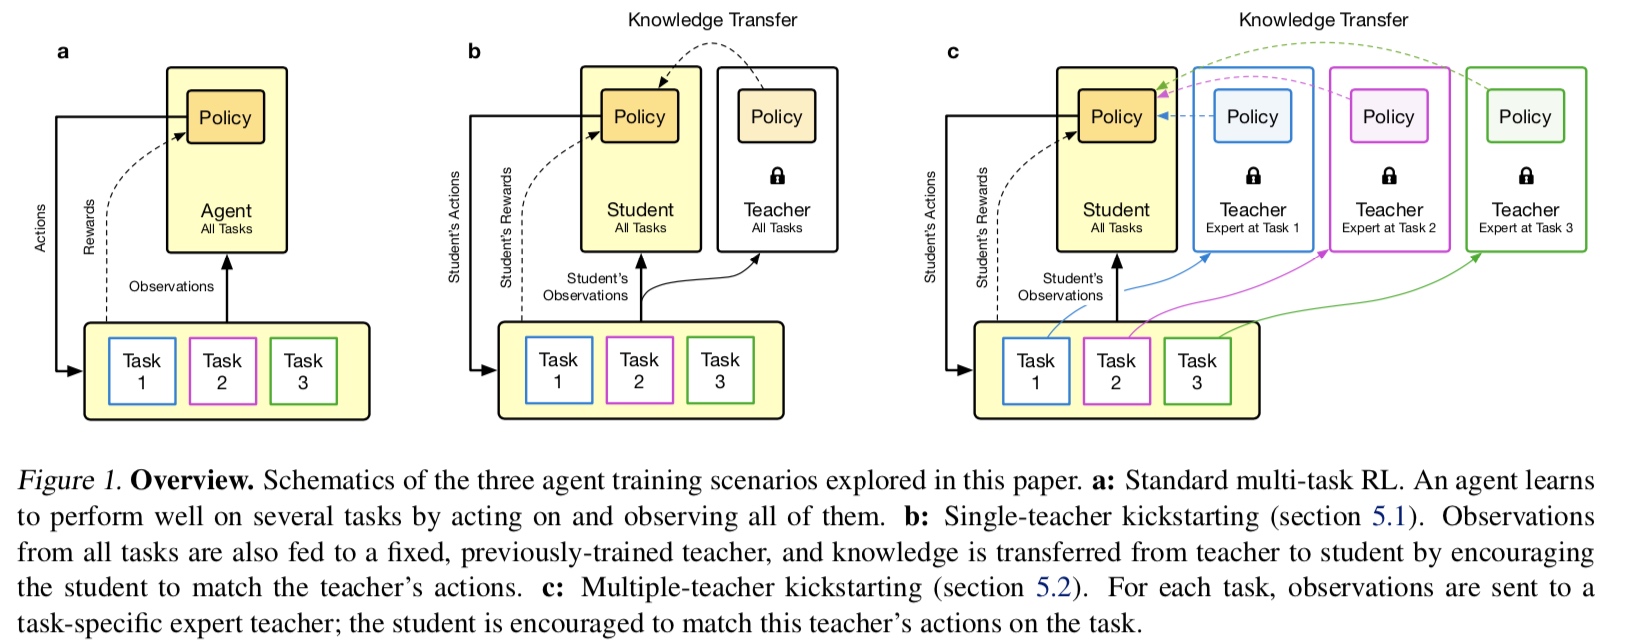 a
Policy
Agent
All Tasks
Actions
Rewards
Observations
Task
1
Task
2
Task
3
Knowledge Transfer
b
Policy
Policy
Student
All Tasks
Teacher
All Tasks
Student's Actions
Student's Rewards
Student's
Observations
Task
1
Task
2
Task
3
Knowledge Transfer
c
Policy
Policy
Policy
Policy
Student
All Tasks
Teacher
Expert at Task 1
Teacher
Expert at Task 2
Teacher
Expert at Task 3
Student's Actions
Student's Rewards
Student's
Observations
Task
1
Task
2
Task
3
Figure 1. Overview. Schematics of the three agent training scenarios explored in this paper. a: Standard multi-task RL. An agent learns
to perform well on several tasks by acting on and observing all of them. b: Single-teacher kickstarting (section 5.1). Observations
from all tasks are also fed to a fixed, previously-trained teacher, and knowledge is transferred from teacher to student by encouraging
the student to match the teacher's actions. c: Multiple-teacher kickstarting (section 5.2). For each task, observations are sent to a
task-specific expert teacher; the student is encouraged to match this teacher's actions on the task.